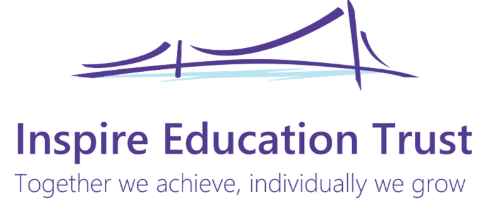 Inspire Education Trust
Together we achieve, individually we grow